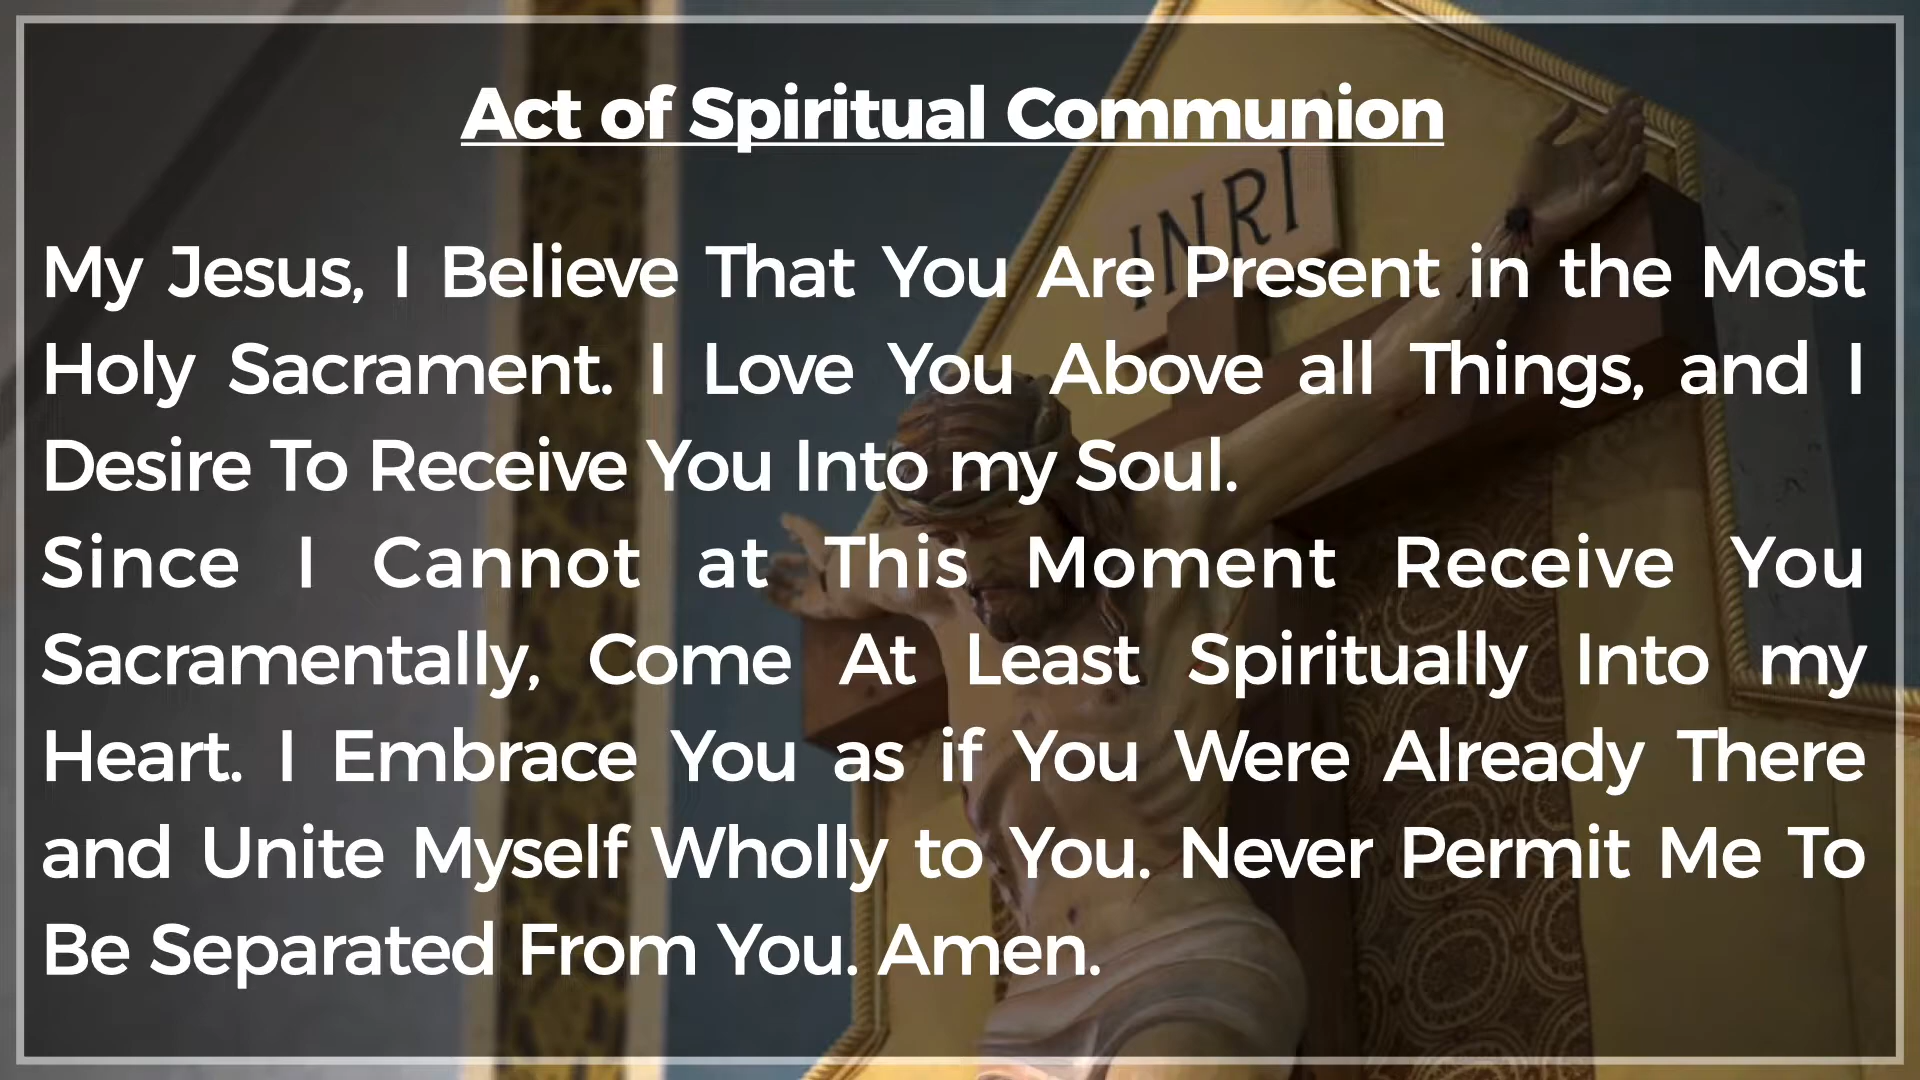 Act of Spiritual Communion
INRI
My Jesus, I Believe That You Are Present in the Most
Holy Sacrament. I Love You Above all Things, and I
Desire To Receive You Into my Soul.
Since I Cannot at This Moment Receive You
Sacramentally, Come At Least Spiritually Into my
Heart. I Embrace You as if You Were Already There
and Unite Myself Wholly to You. Never Permit Me To
Be Separated From You. Amen.